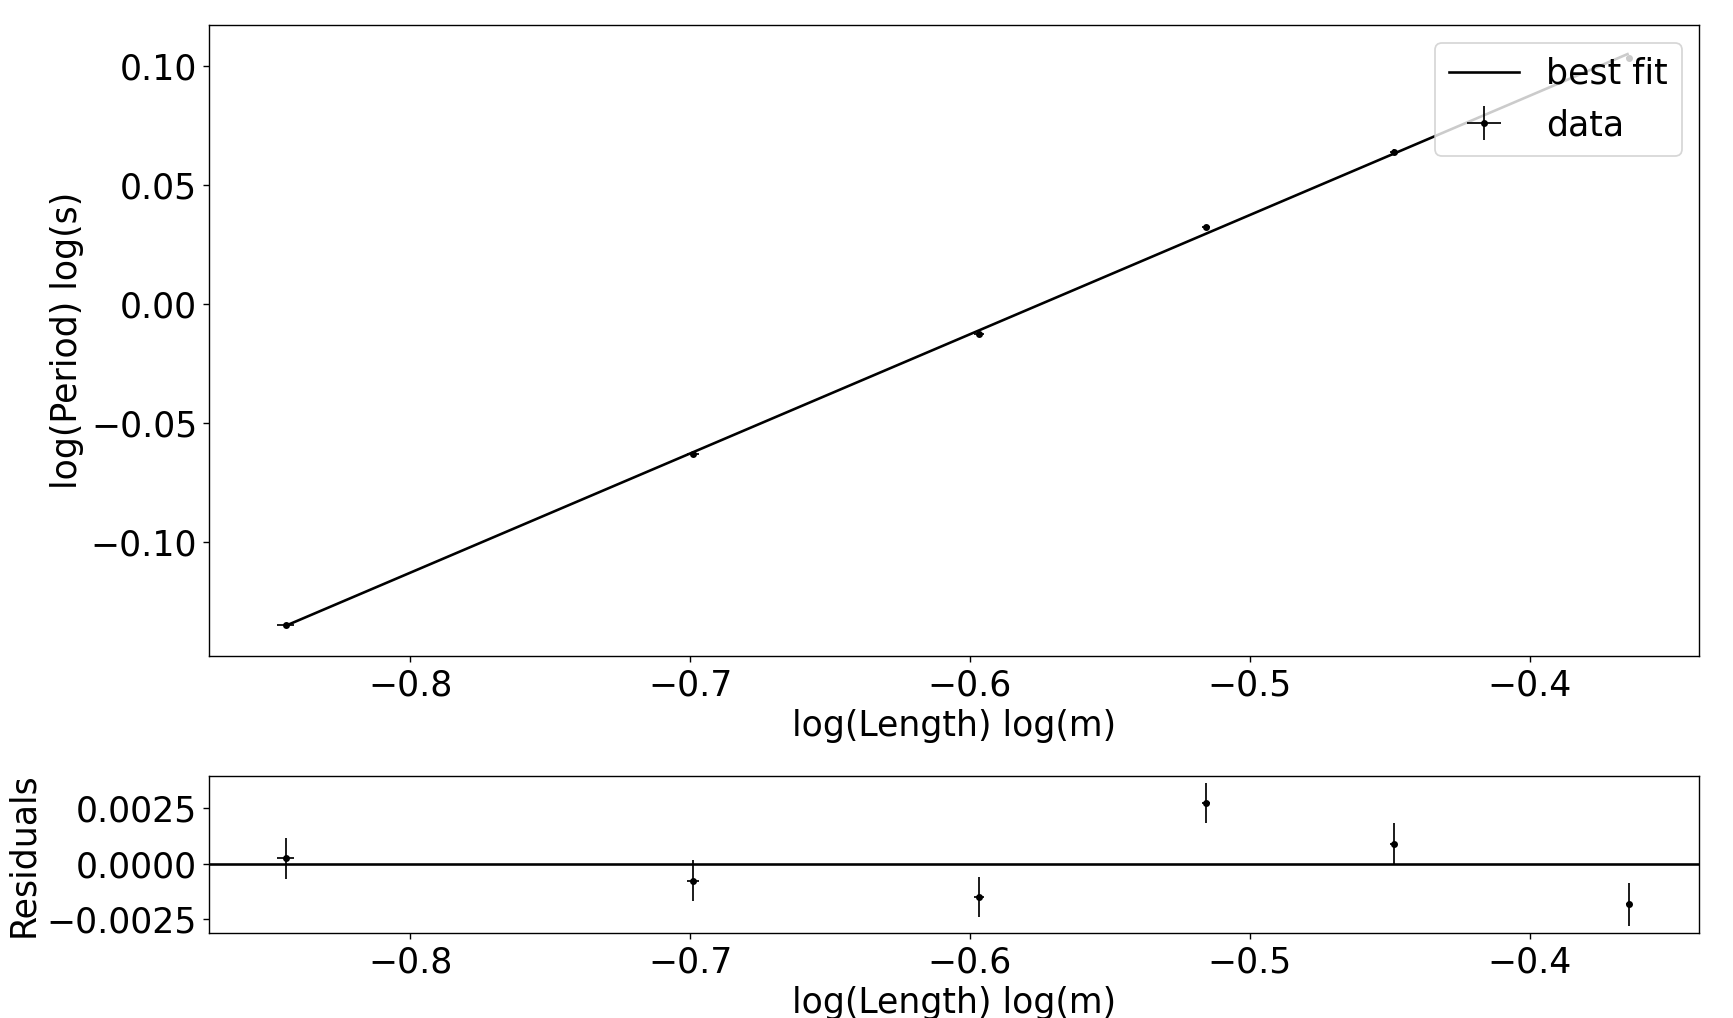 0.10
0.05
0.00
−0.05
−0.10
log(Period) log(s)
best fit
data
−0.8 −0.7 −0.6 −0.5 −0.4
log(Length) log(m)
Residuals
0.0025
0.0000
−0.0025
−0.8 −0.7 −0.6 −0.5 −0.4
log(Length) log(m)